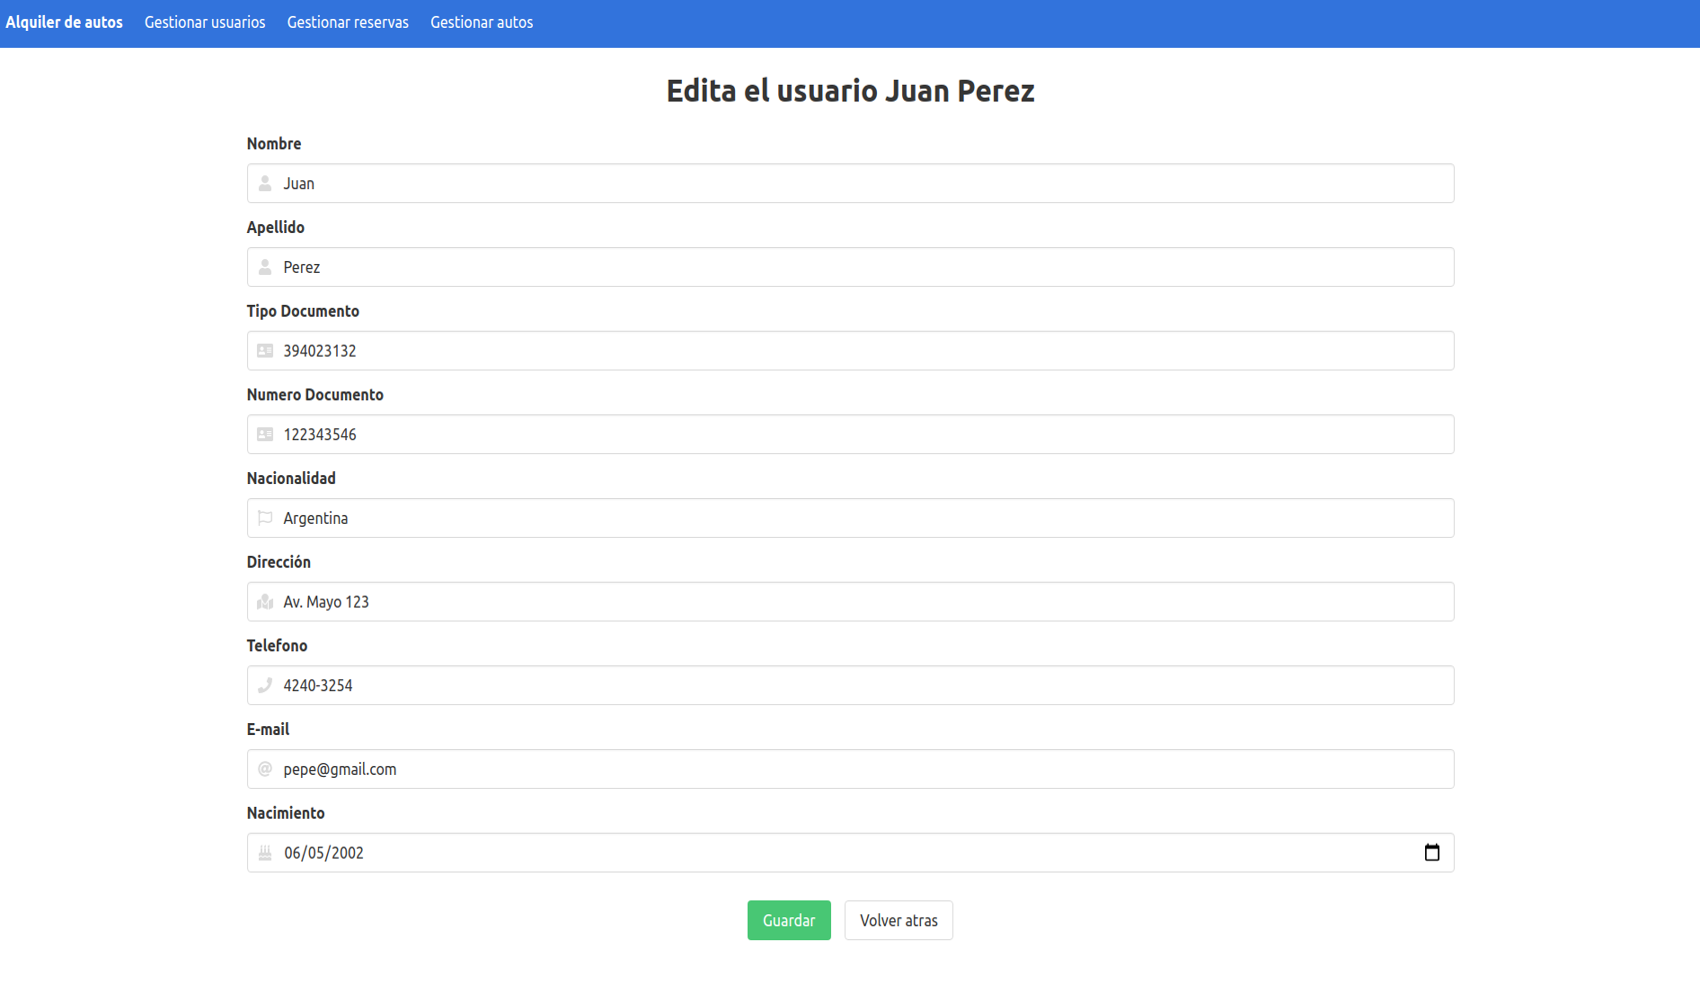 Alquiler de autos Gestionar usuarios Gestionar reservas Gestionar autos
Edita el usuario Juan Perez
Nombre
Juan
Apellido
Perez
Tipo Documento
394023132
Numero Documento
122343546
Nacionalidad
Argentina
Dirección
Av. Mayo 123
Telefono
4240-3254
E-mail
pepe@gmail.com
Nacimiento
06/05/2002
Guardar Volver atras